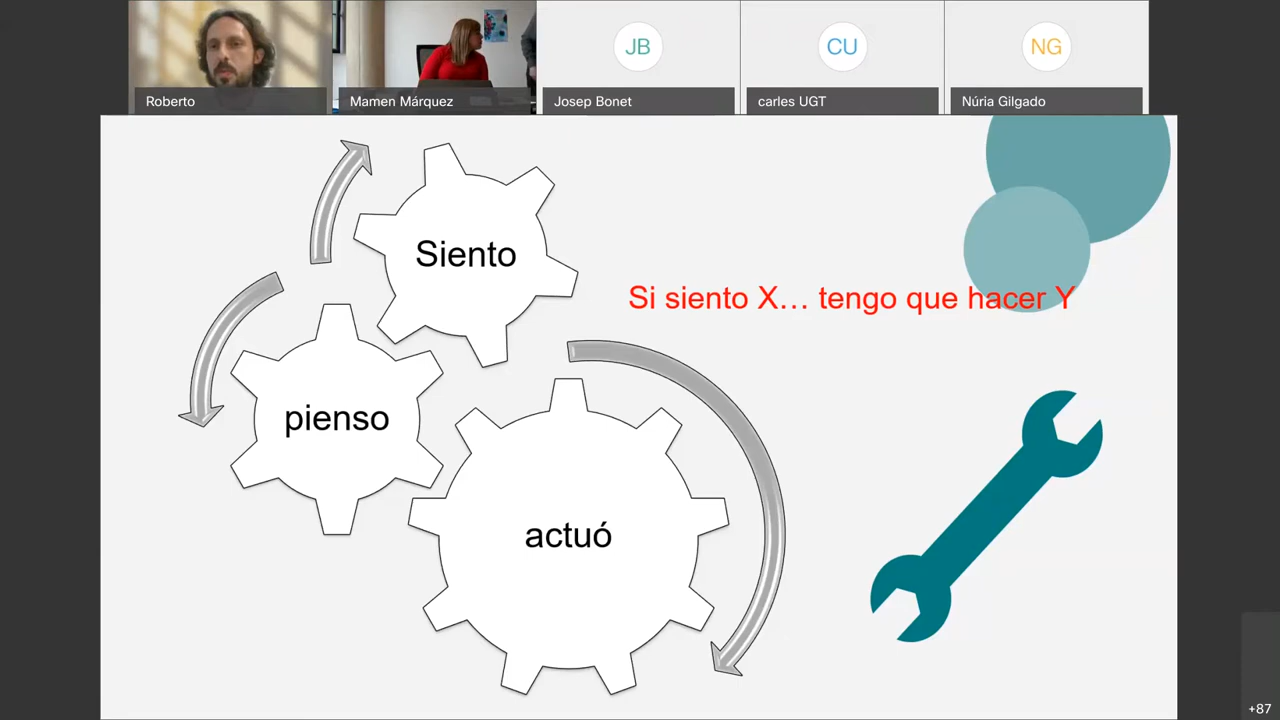 Roberto
Mamen Márquez
JB
Josep Bonet
CU
carles UGT
NG
Núria Gilgado
Siento
Si siento X… tengo que hacer Y
pienso
actuó
+87